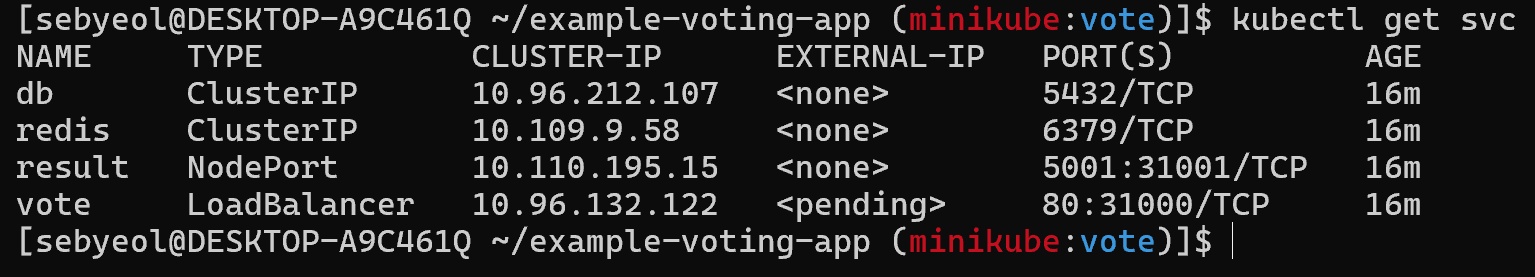 [sebyeol@DESKTOP-A9C461Q ~/example-voting-app (minikube:vote)]$ kubectl get svc
NAME     TYPE           CLUSTER-IP      EXTERNAL-IP   PORT(S)          AGE
db       ClusterIP      10.96.212.107   <none>        5432/TCP         16m
redis    ClusterIP      10.109.9.58     <none>        6379/TCP         16m
result   NodePort       10.110.195.15   <none>        5001:31001/TCP   16m
vote     LoadBalancer   10.96.132.122   <pending>     80:31000/TCP     16m
[sebyeol@DESKTOP-A9C461Q ~/example-voting-app (minikube:vote)]$